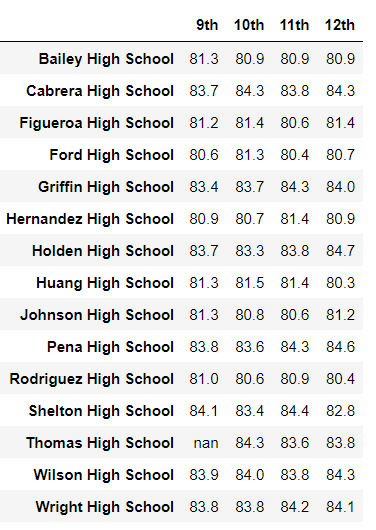 9th 10th 11th 12th
Bailey High School 81.3 80.9 80.9 80.9
Cabrera High School 83.7 84.3 83.8 84.3
Figueroa High School 81.2 81.4 80.6 81.4
Ford High School 80.6 81.3 80.4 80.7
Griffin High School 83.4 83.7 84.3 84.0
Hernandez High School 80.9 80.7 81.4 80.9
Holden High School 83.7 83.3 83.8 84.7
Huang High School 81.3 81.5 81.4 80.3
Johnson High School 81.3 80.8 80.6 81.2
Pena High School 83.8 83.6 84.3 84.6
Rodriguez High School 81.0 80.6 80.9 80.4
Shelton High School 84.1 83.4 84.4 82.8
Thomas High School nan 84.3 83.6 83.8
Wilson High School 83.9 84.0 83.8 84.3
Wright High School 83.8 83.8 84.2 84.1